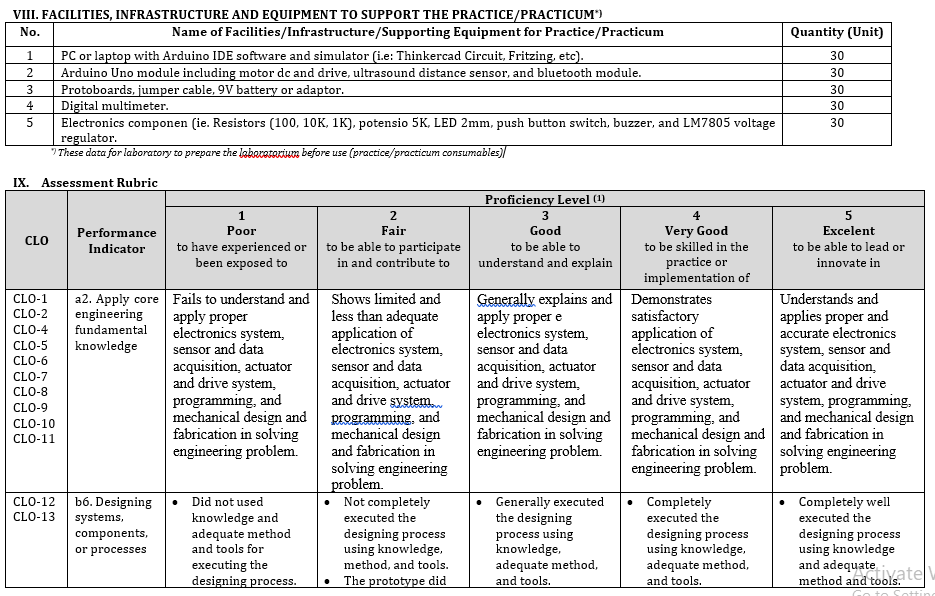 VIII. FACILITIES, INFRASTRUCTURE AND EQUIPMENT TO SUPPORT THE PRACTICE/PRACTICUM*)
No. Name of Facilities/Infrastructure/Supporting Equipment for Practice/Practicum Quantity (Unit)
1 PC or laptop with Arduino IDE software and simulator (i.e: Thinkercad Circuit, Fritzing, etc). 30
2 Arduino Uno module including motor dc and drive, ultrasound distance sensor, and bluetooth module. 30
3 Protoboards, jumper cable, 9V battery or adaptor. 30
4 Digital multimeter. 30
5 Electronics componen (ie. Resistors (100, 10K, 1K), potensio 5K, LED 2mm, push button switch, buzzer, and LM7805 voltage 30
regulator.
*) These data for laboratory to prepare the laboratorium before use (practice/practicum consumables)
IX. Assessment Rubric
CLO
Performance
Indicator
Proficiency Level (1)
1
Poor
to have experienced or
been exposed to
2
Fair
to be able to participate
in and contribute to
3
Good
to be able to
understand and explain
4
Very Good
to be skilled in the
practice or
implementation of
5
Excelent
to be able to lead or
innovate in
CLO-1
CLO-2
CLO-4
CLO-5
CLO-6
CLO-7
CLO-8
CLO-9
CLO-10
CLO-11
a2. Apply core
engineering
fundamental
knowledge
Fails to understand and
apply proper
electronics system,
sensor and data
acquisition, actuator
and drive system,
programming, and
mechanical design and
fabrication in solving
engineering problem.
Shows limited and
less than adequate
application of
electronics system,
sensor and data
acquisition, actuator
and drive system,
programming, and
mechanical design
and fabrication in
solving engineering
problem.
Generally explains and
apply proper e
electronics system,
sensor and data
acquisition, actuator
and drive system,
programming, and
mechanical design and
fabrication in solving
engineering problem.
Demonstrates
satisfactory
application of
electronics system,
sensor and data
acquisition, actuator
and drive system,
programming, and
mechanical design and
fabrication in solving
engineering problem.
Understands and
applies proper and
accurate electronics
system, sensor and
data acquisition,
actuator and drive
system, programming,
and mechanical design
and fabrication in
solving engineering
problem.
CLO-12
CLO-13
b6. Designing
systems,
components,
or processes
• Did not used
knowledge and
adequate method
and tools for
executing the
designing process.
• Not completely
executed the
designing process
using knowledge,
method, and tools.
• The prototype did
• Generally executed
the designing
process using
knowledge,
adequate method,
and tools.
• Completely
executed the
designing process
using knowledge,
adequate method,
and tools.
• Completely well
executed the
designing process
using knowledge
and adequate
method and tools.
Activate
Go to Settin